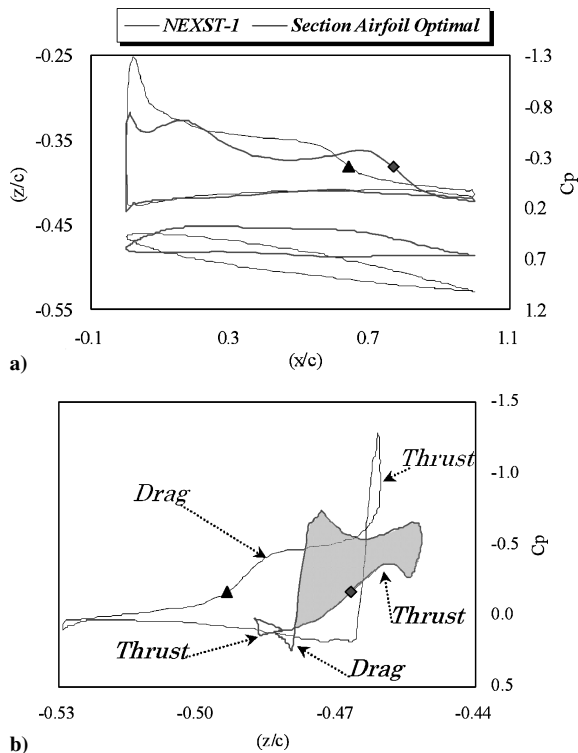 NEXST-1 Section Airfoil Optimal
-0.25 -1.3
-0.35 -0.8
-0.3
-0.45 0.2
0.7
-0.55 1.2
(z/c) Cp
-0.1 0.3 0.7 1.1
(x/c)
a)
-1.5
Thrust
-1.0
Drag
-0.5
Cp
0.0
Thrust
Thrust Drag
0.5
-0.53 -0.50 -0.47 -0.44
(z/c)
b)